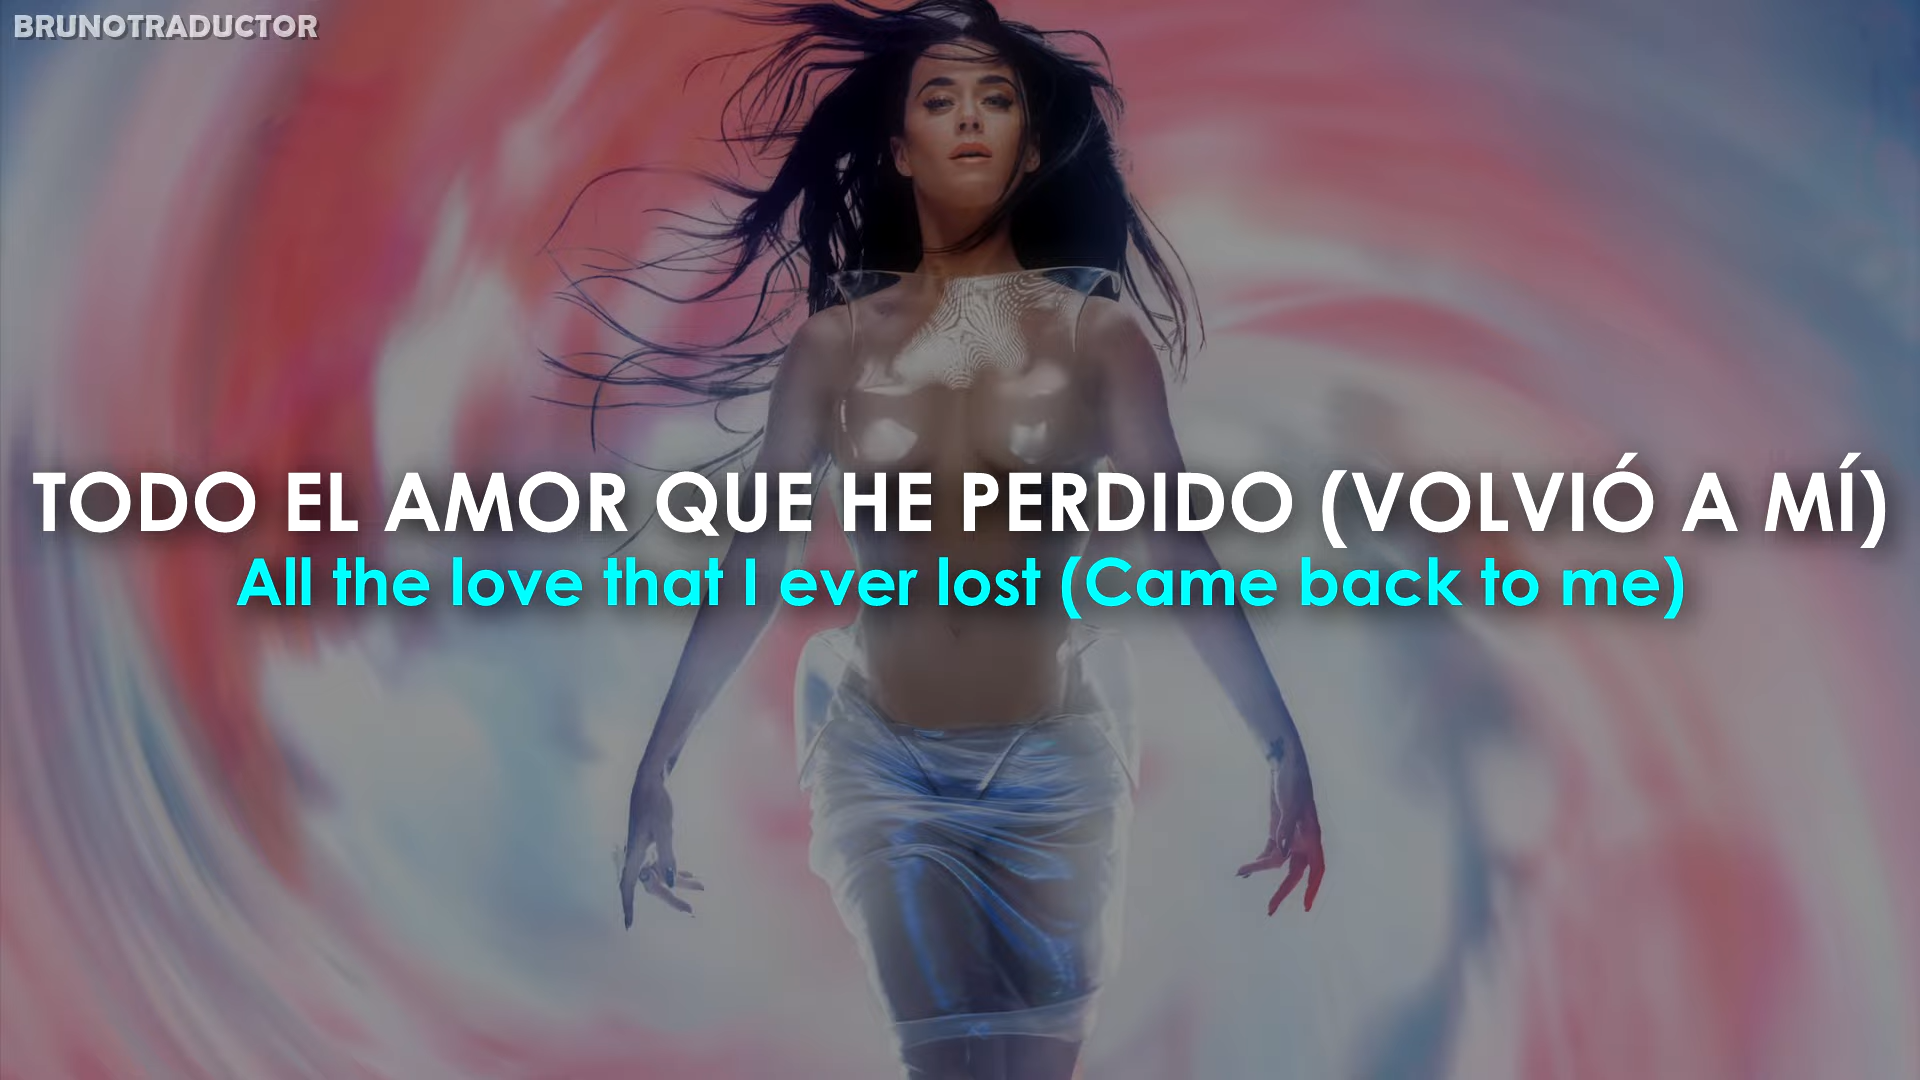 BRUNOTRADUCTOR
TODO EL AMOR QUE HE PERDIDO (VOLVIÓ A MÍ)
All the love that I ever lost (Came back to me)